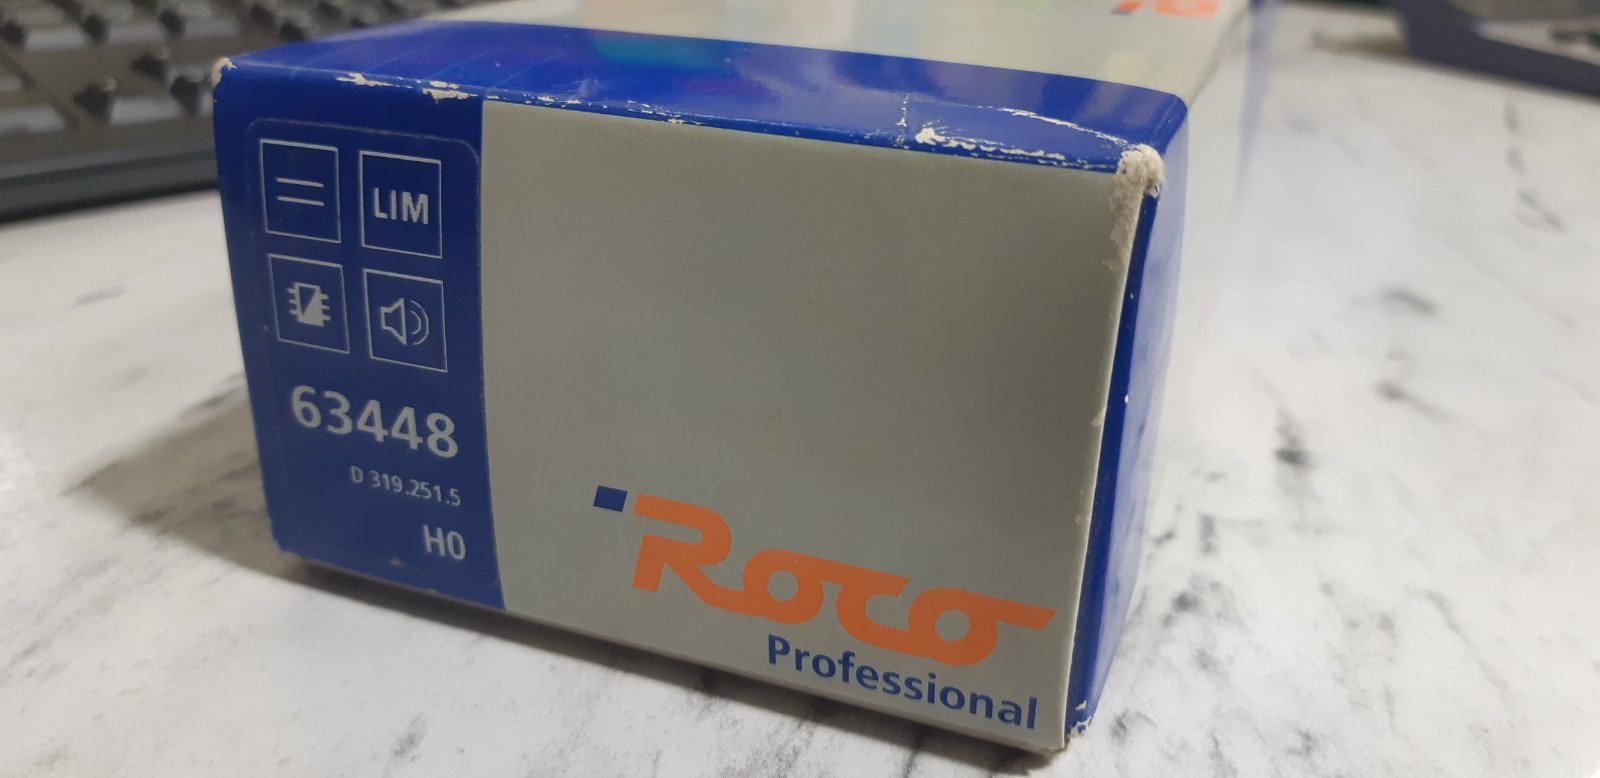 LIM
63448
D 319.251.5
H0
Roco
Professional